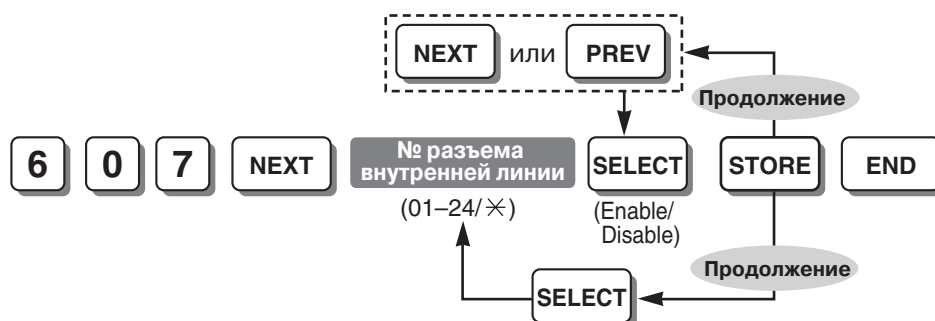 NEXT или PREV
Продолжение
6 0 7 NEXT № разъема внутренней линии SELECT STORE END
(01–24/✳)
(Enable/
Disable)
Продолжение
SELECT